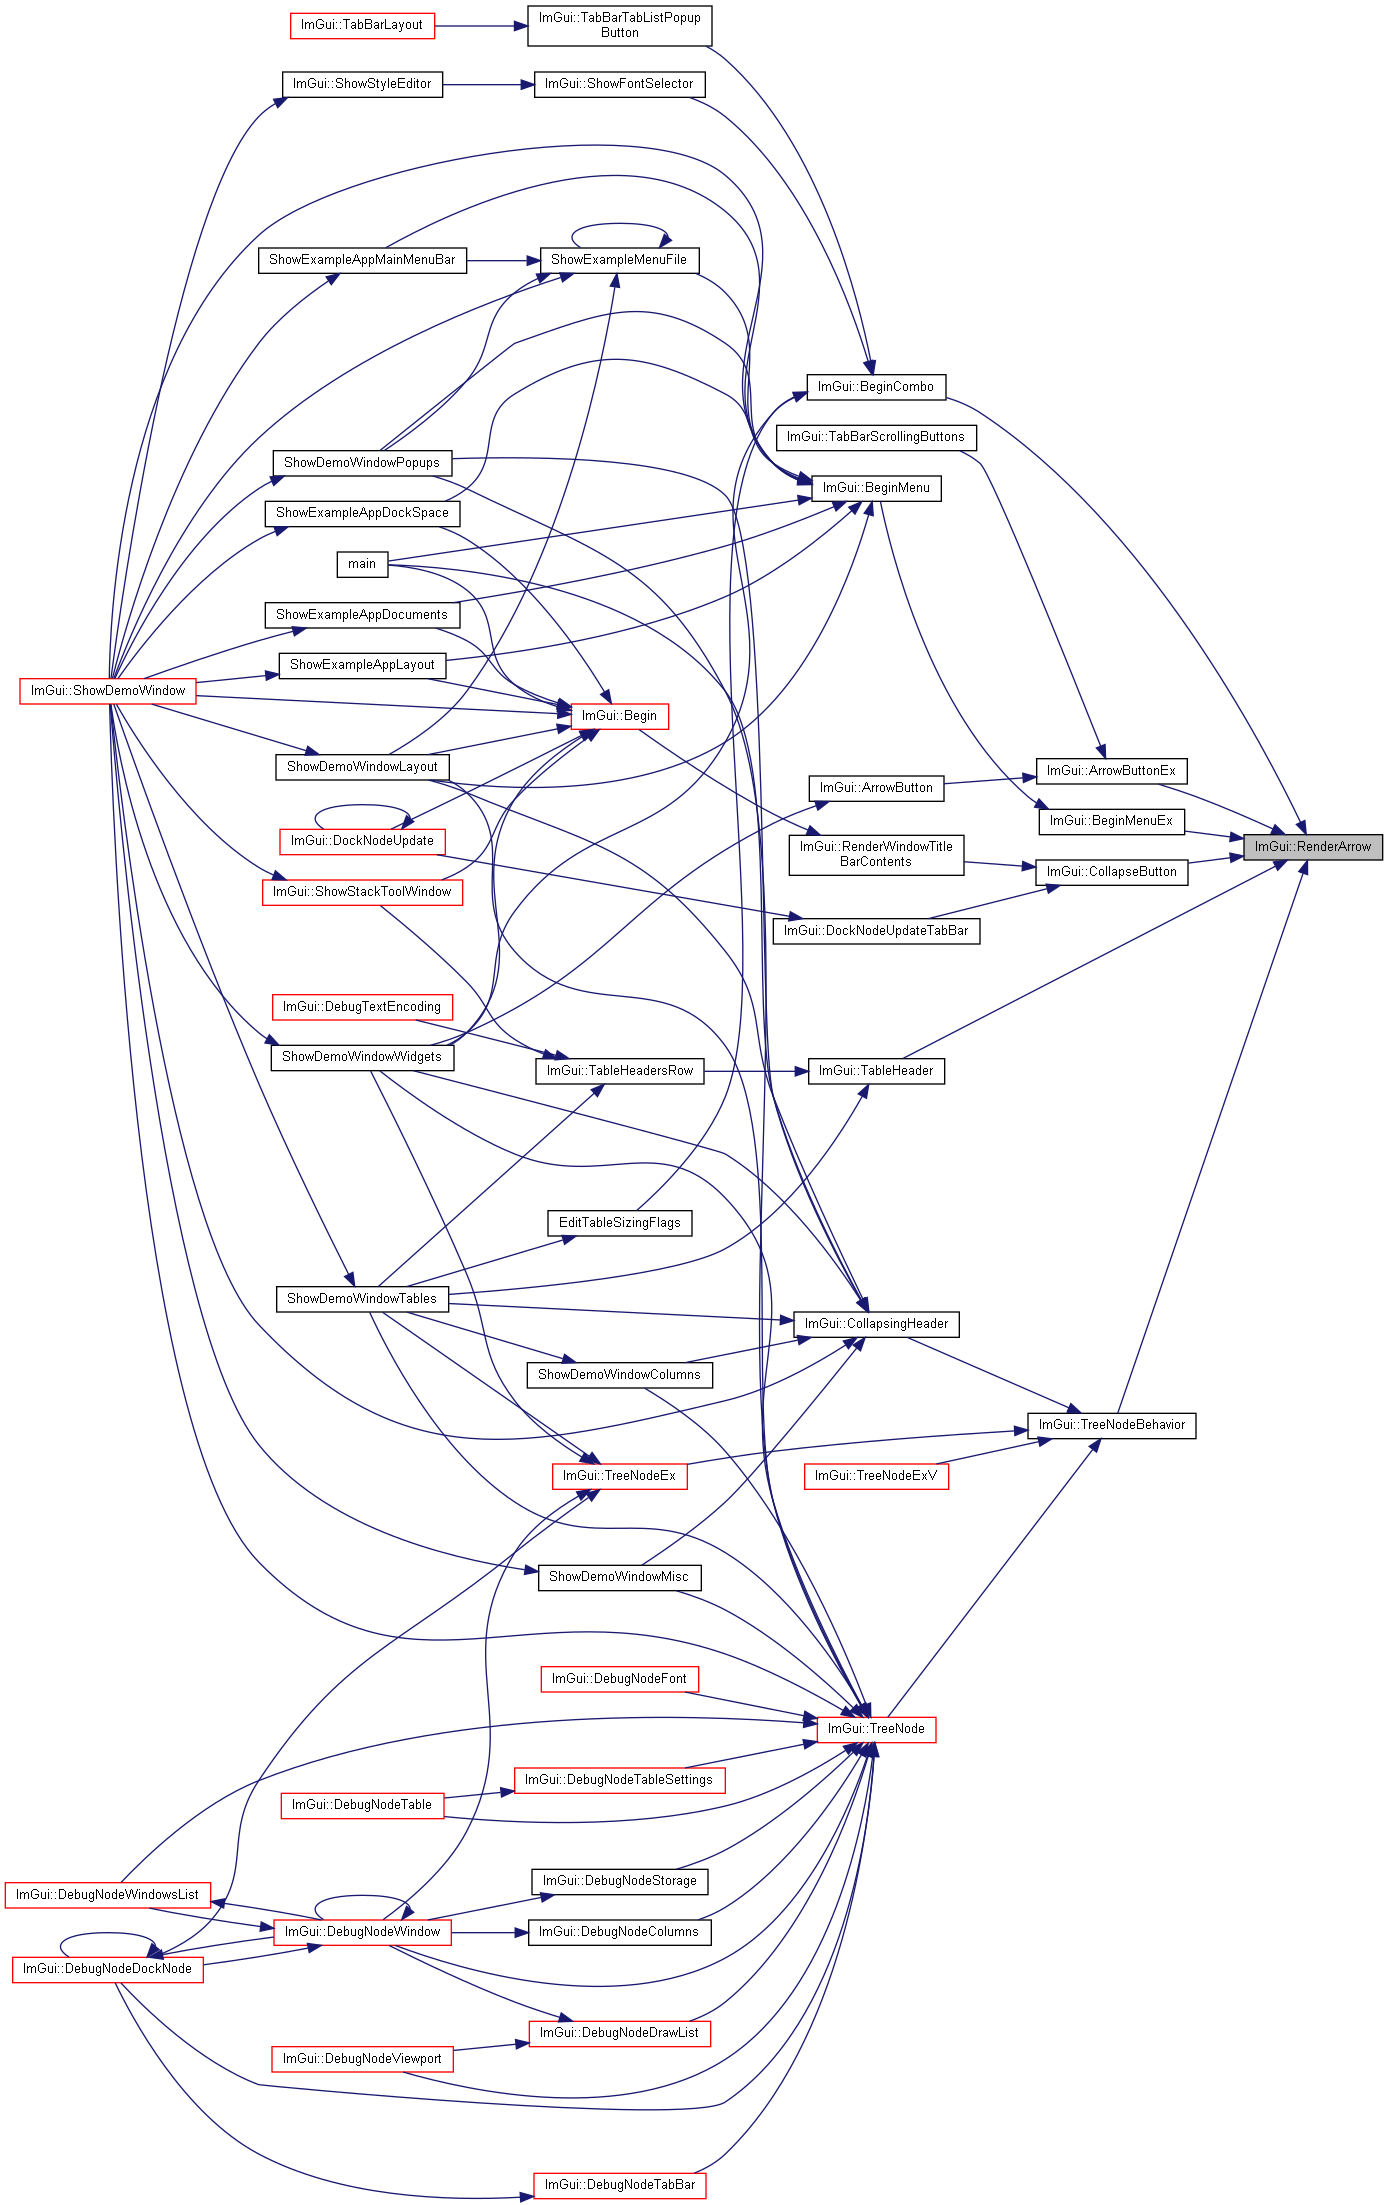 ImGui::TabBarLayout
ImGui::TabBarTabListPopup
Button
ImGui::ShowStyleEditor
ImGui::ShowFontSelector
ShowExampleAppMainMenuBar
ShowExampleMenuFile
ImGui::BeginCombo
ImGui::TabBarScrollingButtons
ShowDemoWindowPopups
ImGui::BeginMenu
ShowExampleAppDockSpace
main
ShowExampleAppDocuments
ShowExampleAppLayout
ImGui::ShowDemoWindow
ImGui::Begin
ShowDemoWindowLayout
ImGui::ArrowButtonEx
ImGui::ArrowButton
ImGui::BeginMenuEx
ImGui::DockNodeUpdate
ImGui::RenderWindowTitle
BarContents
ImGui::RenderArrow
ImGui::CollapseButton
ImGui::ShowStackToolWindow
ImGui::DockNodeUpdateTabBar
ImGui::DebugTextEncoding
ShowDemoWindowWidgets
ImGui::TableHeadersRow
ImGui::TableHeader
EditTableSizingFlags
ShowDemoWindowTables
ImGui::CollapsingHeader
ShowDemoWindowColumns
ImGui::TreeNodeBehavior
ImGui::TreeNodeEx
ImGui::TreeNodeExV
ShowDemoWindowMisc
ImGui::DebugNodeFont
ImGui::TreeNode
ImGui::DebugNodeTableSettings
ImGui::DebugNodeTable
ImGui::DebugNodeStorage
ImGui::DebugNodeWindowsList
ImGui::DebugNodeWindow
ImGui::DebugNodeColumns
ImGui::DebugNodeDockNode
ImGui::DebugNodeDrawList
ImGui::DebugNodeViewport
ImGui::DebugNodeTabBar